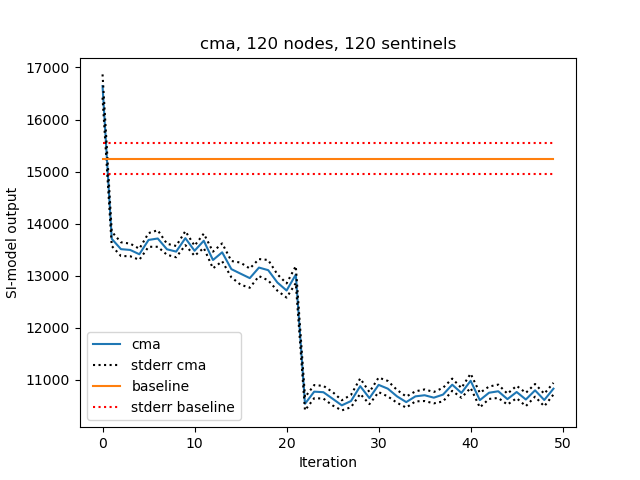 cma, 120 nodes, 120 sentinels
17000
16000
15000
14000
13000
12000
11000
SI-model output
cma
stderr cma
baseline
stderr baseline
0 10 20 30 40 50
Iteration